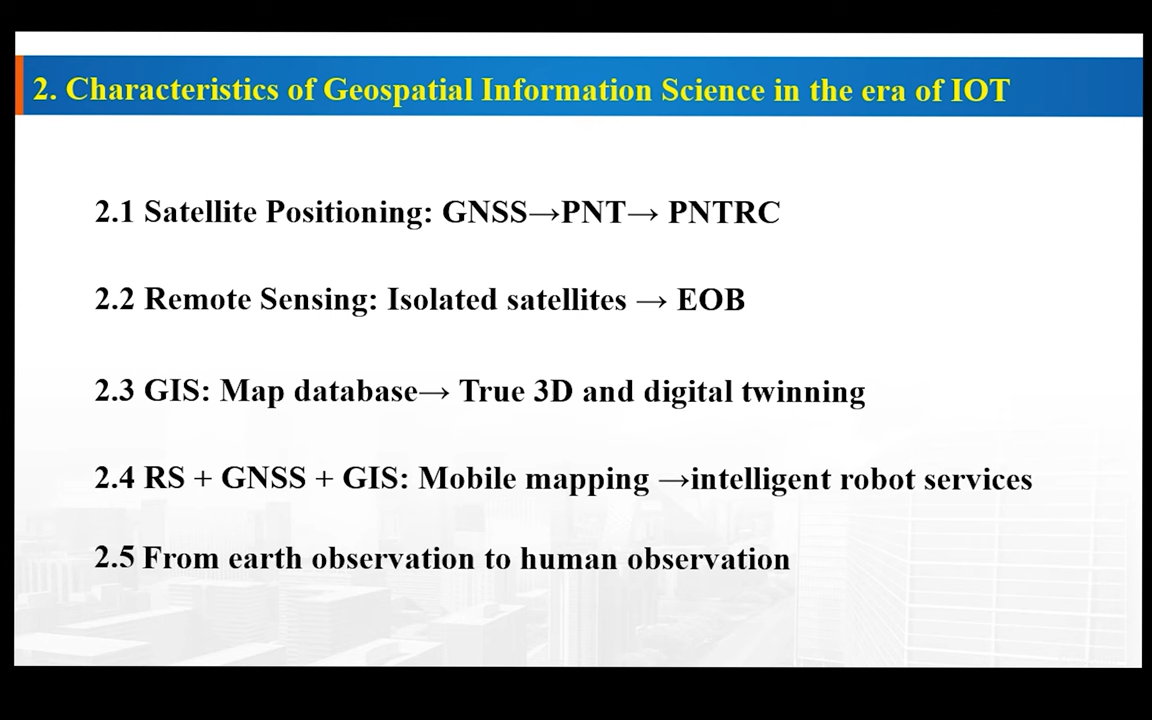 2. Characteristics of Geospatial Information Science in the era of IOT
2.1 Satellite Positioning: GNSS→PNT→ PNTRC
2.2 Remote Sensing: Isolated satellites → EOB
2.3 GIS: Map database→ True 3D and digital twinning
2.4 RS + GNSS + GIS: Mobile mapping →intelligent robot services
2.5 From earth observation to human observation